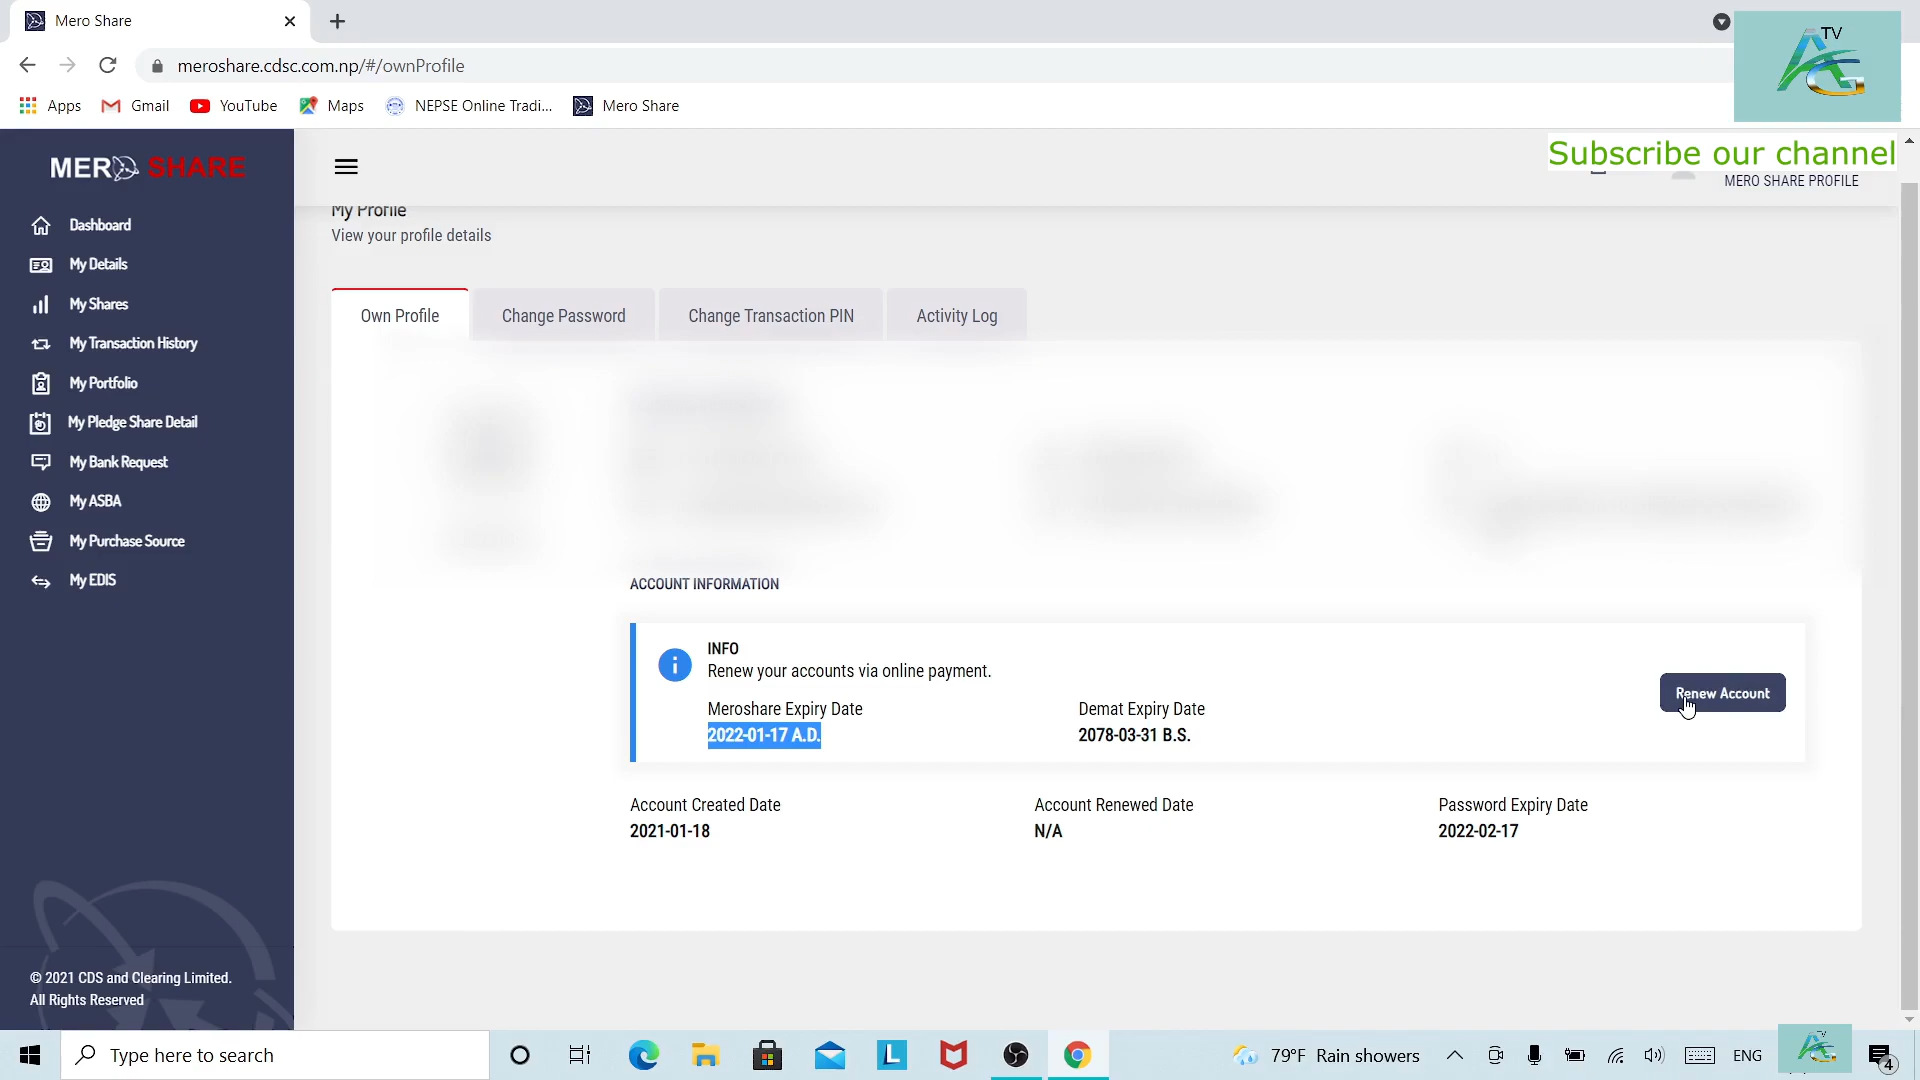 Mero Share
meroshare.cdsc.com.np/#/ownProfile
Apps Gmail YouTube Maps NEPSE Online Tradi... Mero Share
TV
AG
Subscribe our channel
MERO SHARE PROFILE
MERO SHARE
Dashboard
My Details
My Shares
My Transaction History
My Portfolio
My Pledge Share Detail
My Bank Request
My ASBA
My Purchase Source
My EDIS
© 2021 CDS and Clearing Limited.
All Rights Reserved
My Profile
View your profile details
Own Profile Change Password Change Transaction PIN Activity Log
ACCOUNT INFORMATION
INFO
Renew your accounts via online payment.
Meroshare Expiry Date Demat Expiry Date
2022-01-17 A.D. 2078-03-31 B.S.
Renew Account
Account Created Date Account Renewed Date Password Expiry Date
2021-01-18 N/A 2022-02-17
Type here to search
79°F Rain showers
ENG
4